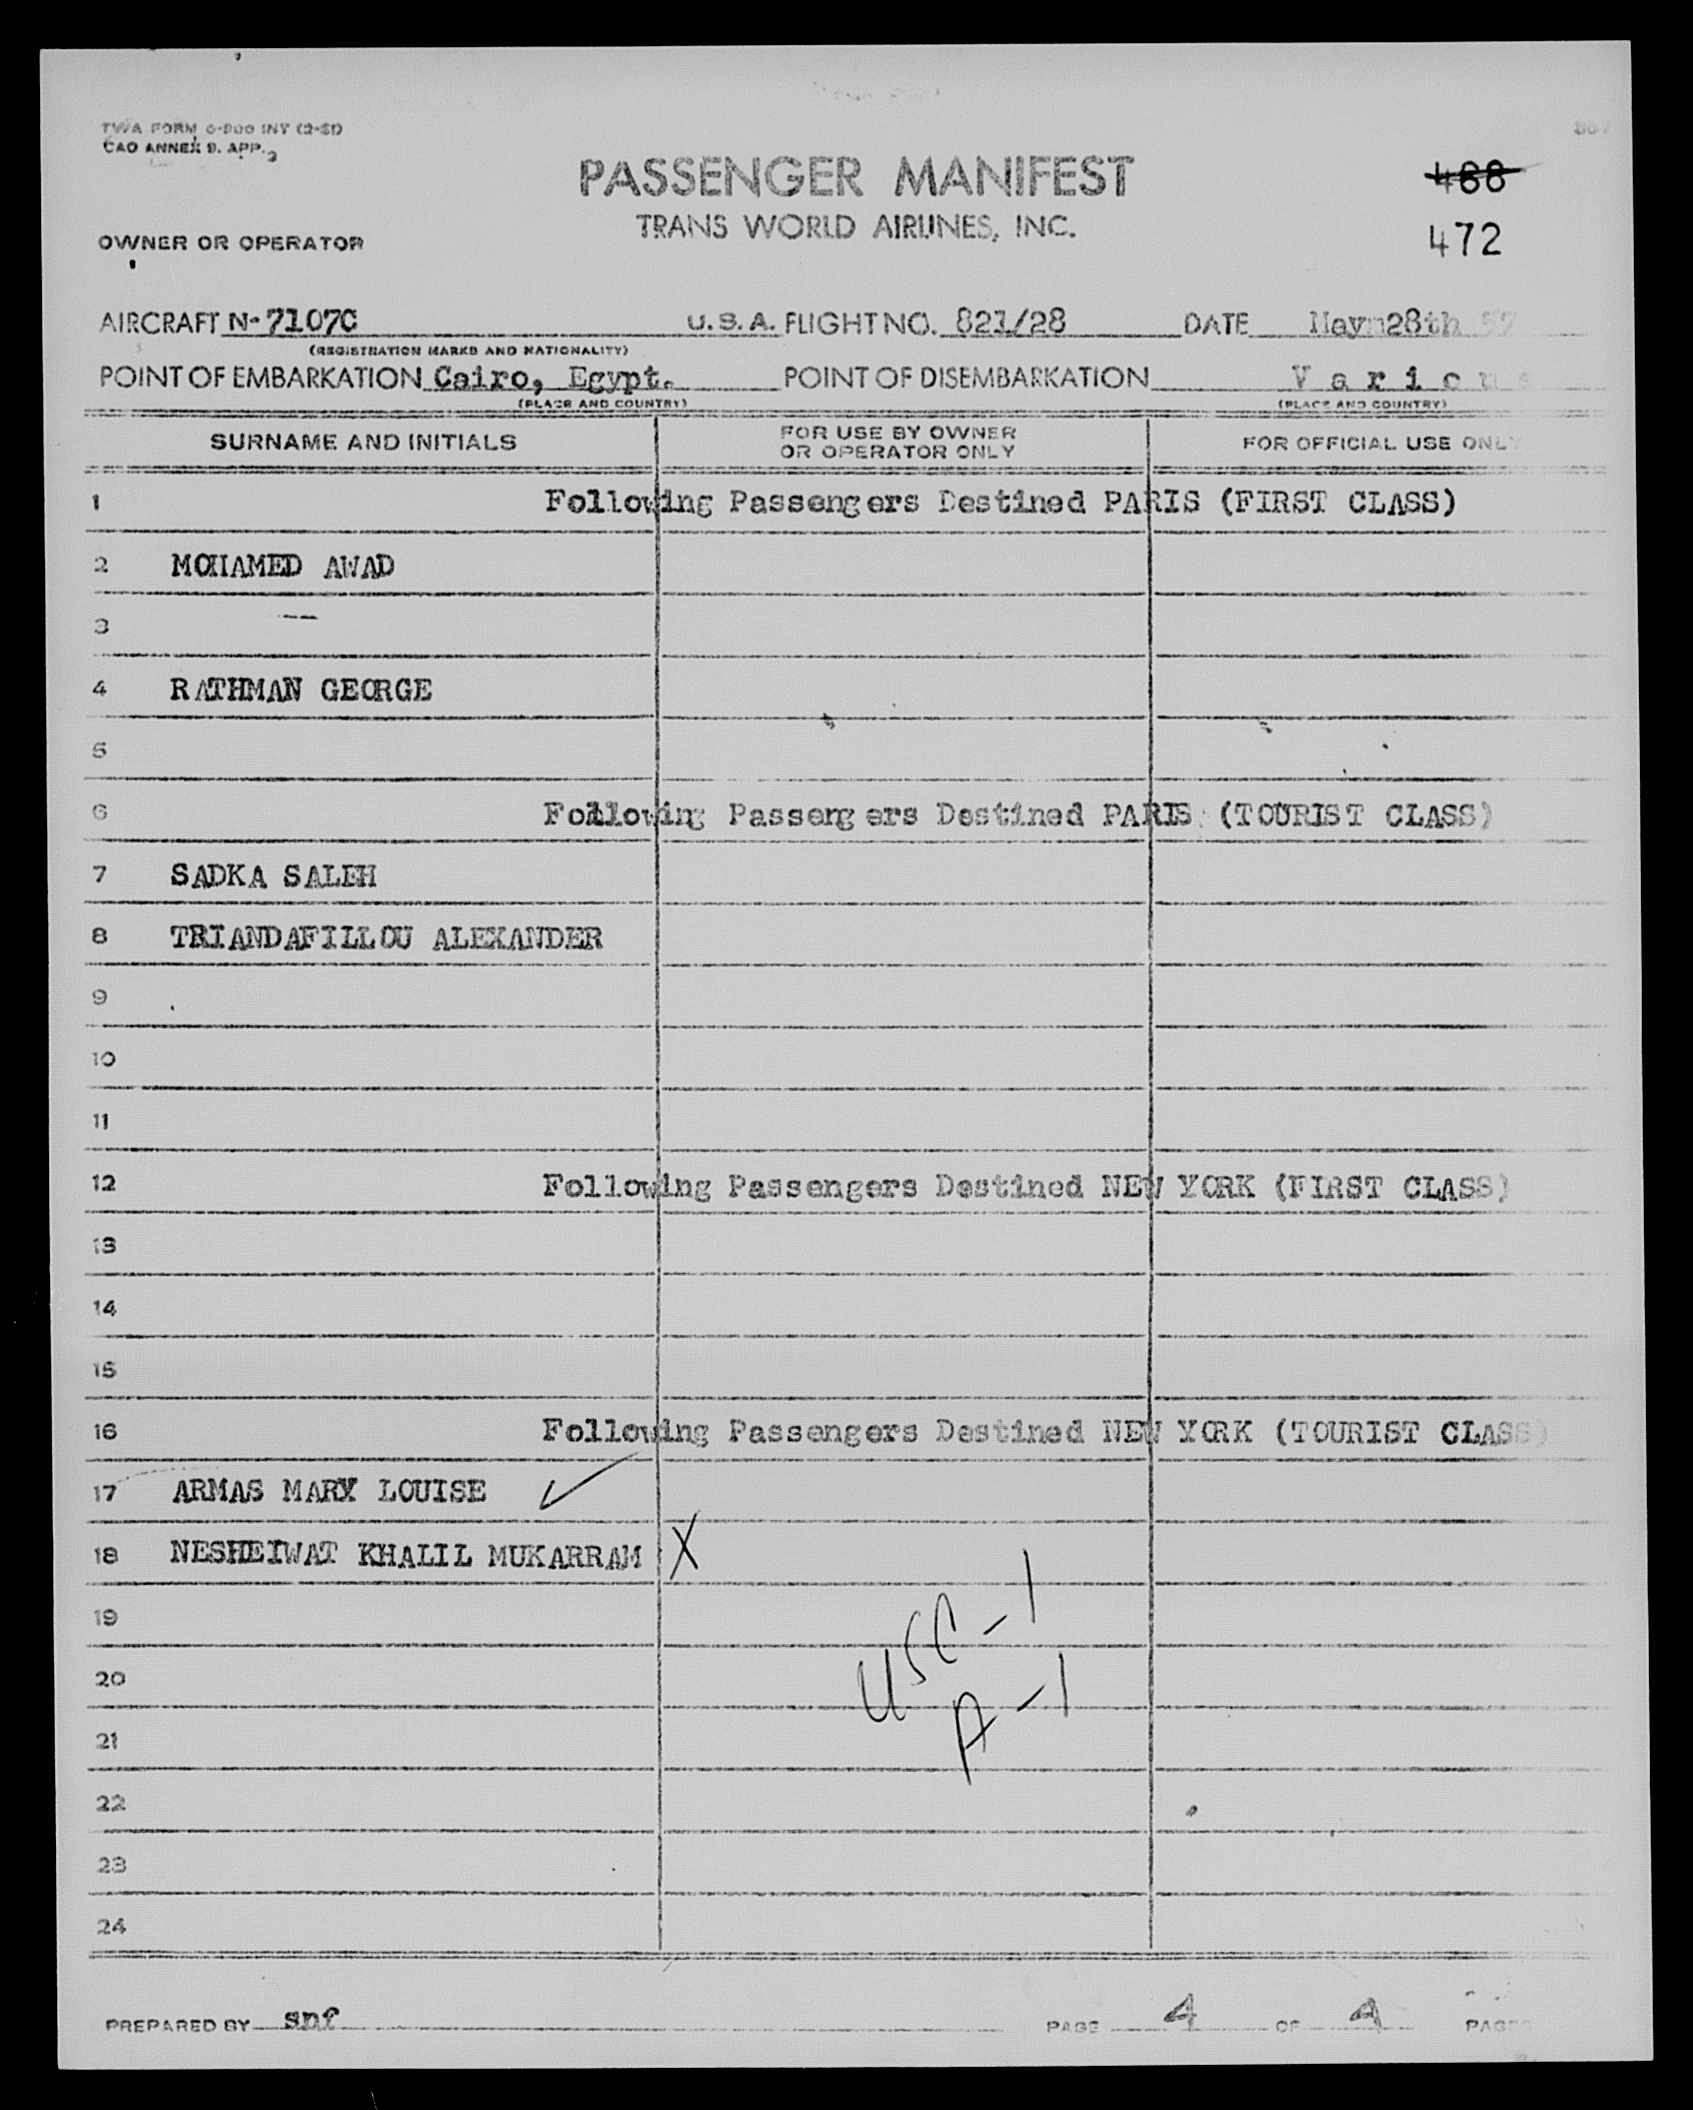 TWA FORM
CAO ANNEX 9. APP. 2
PASSENGER MANIFEST
488
TRANS WORLD AIRLINES, INC.
472
OWNER OR OPERATOR
AIRCRAFT N-7107C U.S.A. FLIGHT NO. 821/28 DATE May 28th 57
(REGISTRATION MARKS AND NATIONALITY)
POINT OF EMBARKATION Cairo, Egypt. POINT OF DISEMBARKATION Various
(PLACE AND COUNTRY) (PLACE AND COUNTRY)
SURNAME AND INITIALS FOR USE BY OWNER OR OPERATOR ONLY FOR OFFICIAL USE ONLY
1 Following Passengers Destined PARIS (FIRST CLASS)
2 MOHAMED AWAD
3 --
4 RATHMAN GEORGE
5
6 Following Passengers Destined PARIS (TOURIST CLASS)
7 SADKA SALEH
8 TRIANDAFILLOU ALEXANDER
9
10
11
12 Following Passengers Destined NEW YORK (FIRST CLASS)
13
14
15
16 Following Passengers Destined NEW YORK (TOURIST CLASS)
17 ARMAS MARY LOUISE ✓
18 NESHEIWAT KHALIL MUKARRAM X
19
USC-1
20
A-1
21
22
23
24
PREPARED BY snf PAGE 4 OF 4 PAGES